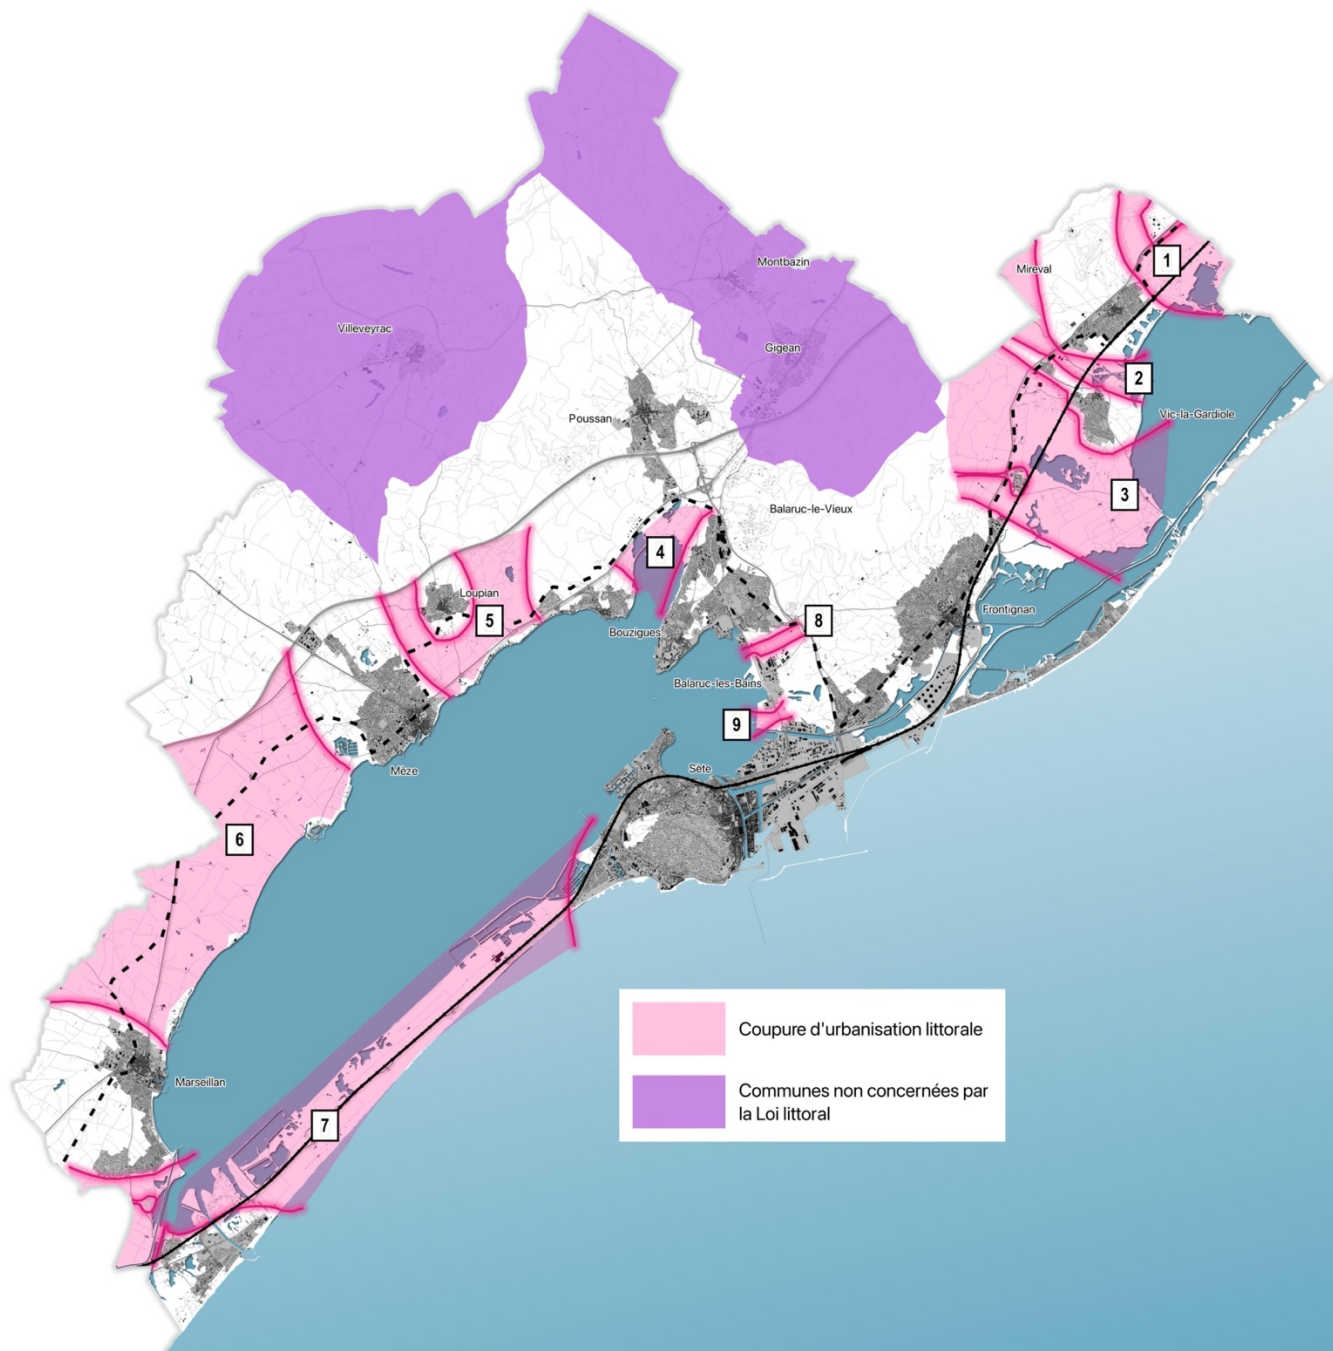 Montbazin
1
Mireval
Villeveyrac
Gigean
2
Vic-la-Gardiole
Poussan
3
Balaruc-le-Vieux
4
Loupian
5
Frontignan
8
Bouzigues
Balaruc-les-Bains
9
Sète
Mèze
6
Coupure d'urbanisation littorale
Marseillan
Communes non concernées par
la Loi littoral
7